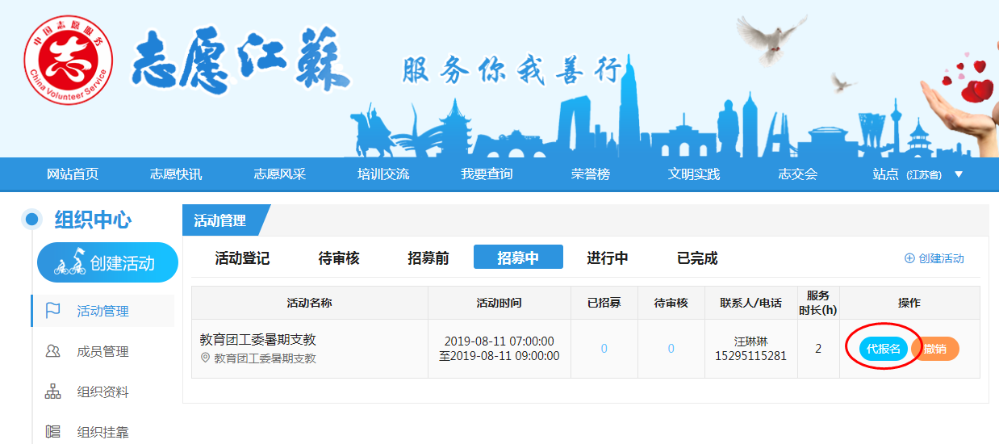 中国志愿服务
志
China Volunteer Service
志愿江蘇
服务你我善行
网站首页 志愿快讯 志愿风采 培训交流 我要查询 荣誉榜 文明实践 志交会 站点 (江苏省) ▼
组织中心
创建活动
活动管理
成员管理
组织资料
组织挂靠
活动管理
活动登记 待审核 招募前 招募中 进行中 已完成 创建活动
活动名称 活动时间 已招募 待审核 联系人/电话 服务时长(h) 操作
教育团工委暑期支教
教育团工委暑期支教
2019-08-11 07:00:00
至2019-08-11 09:00:00
0
0
汪琳琳
15295115281
2
代报名 撤销